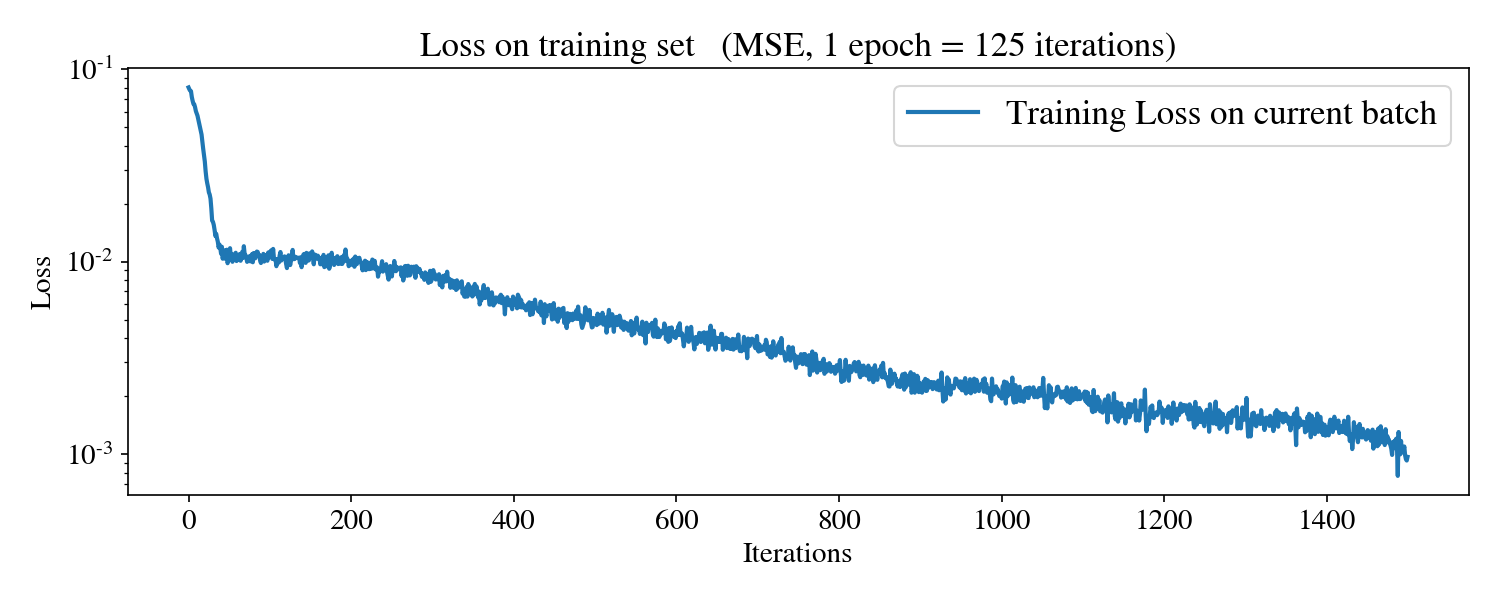 Loss on training set (MSE, 1 epoch = 125 iterations)
Training Loss on current batch
Loss
10⁻¹
10⁻²
10⁻³
0 200 400 600 800 1000 1200 1400
Iterations